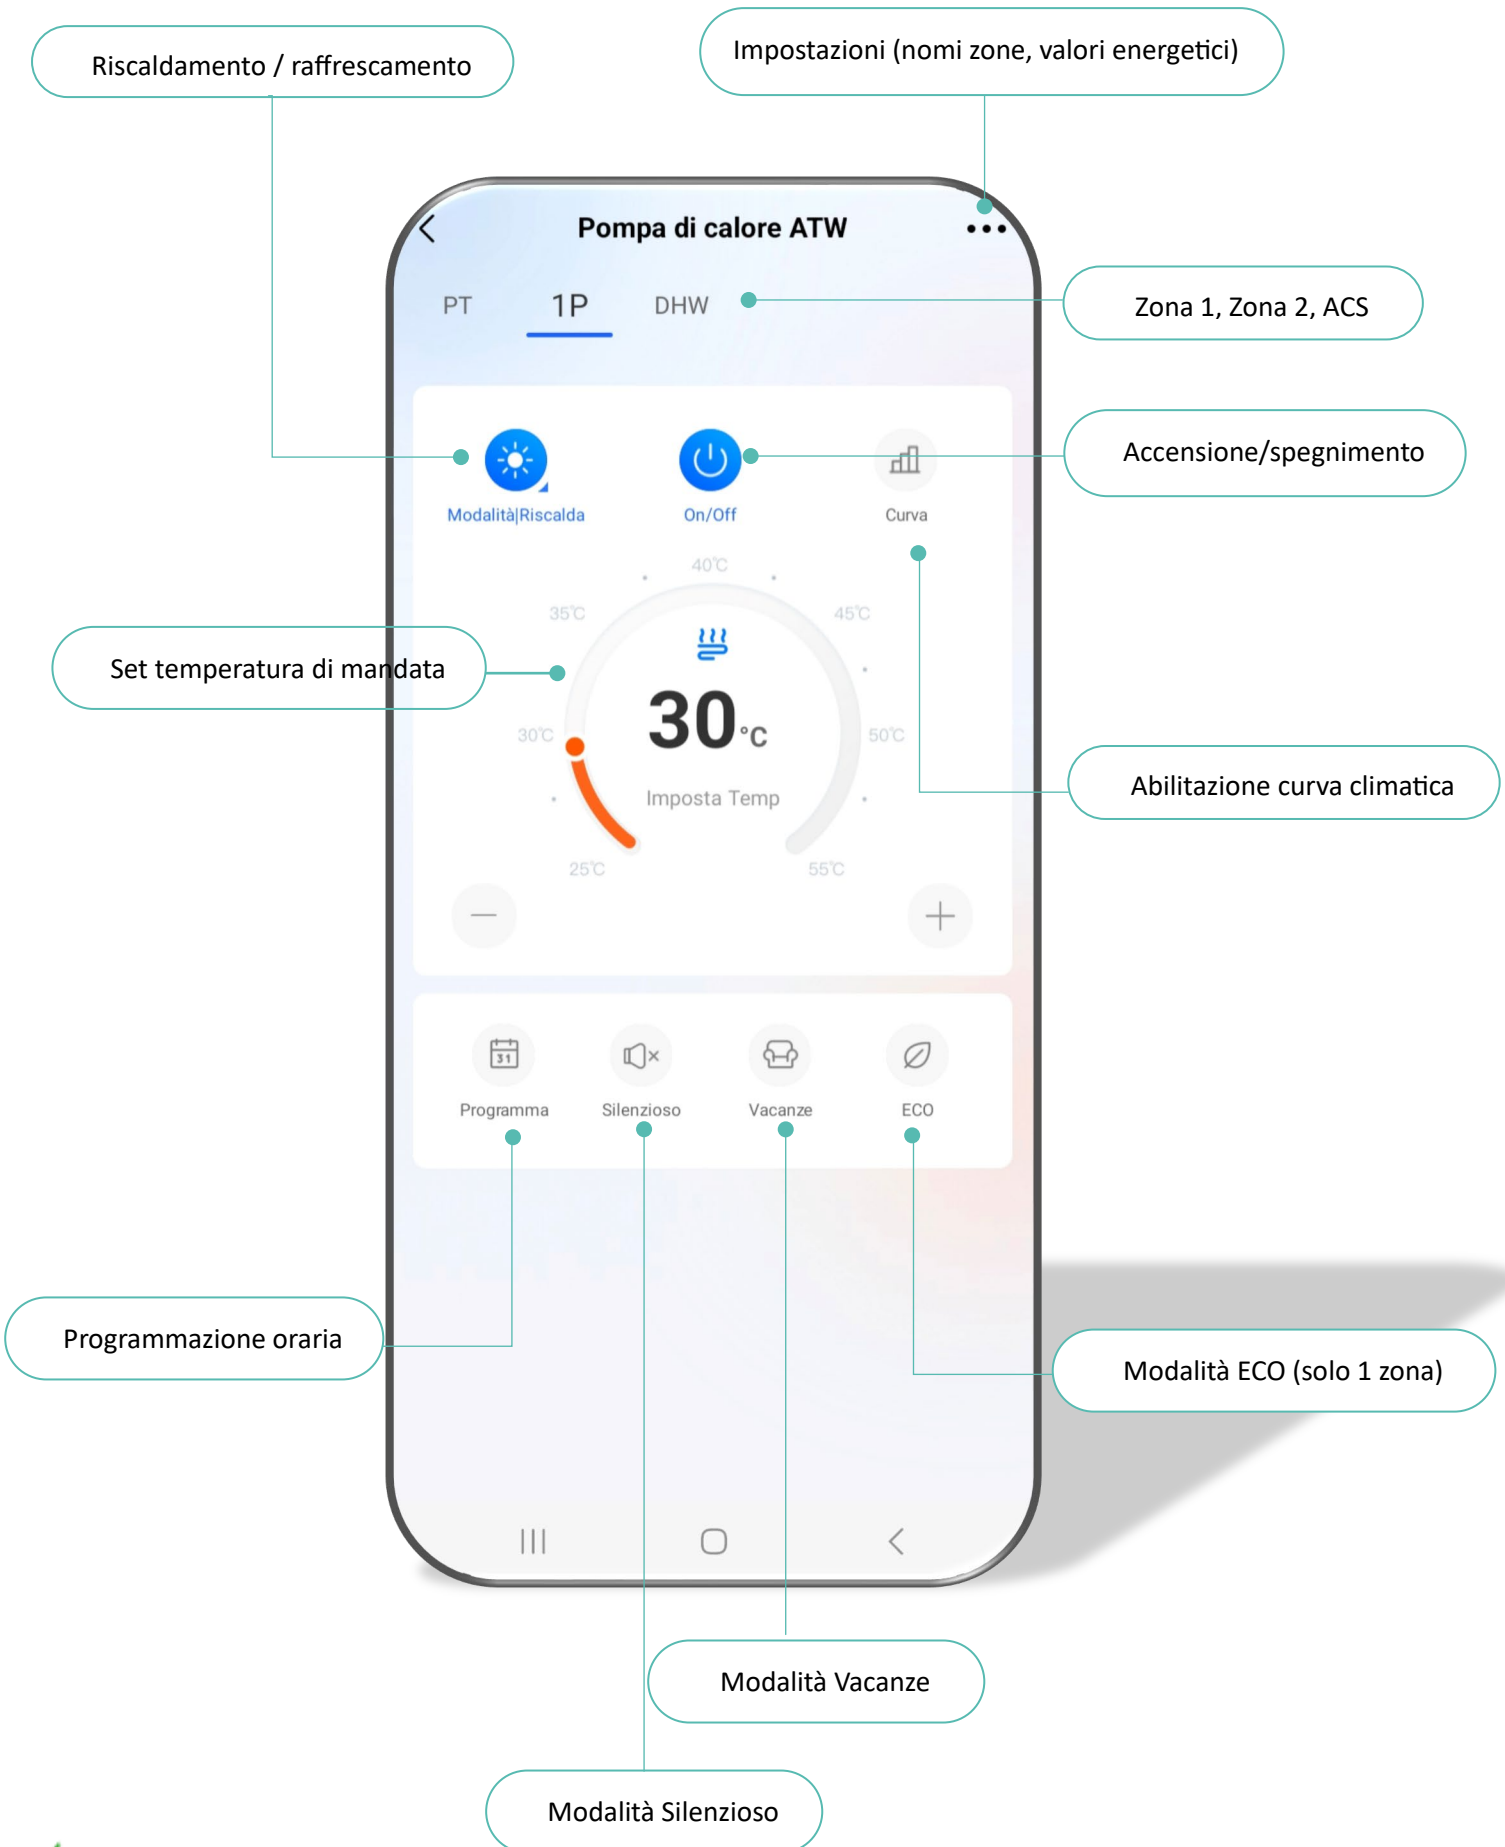 Riscaldamento / raffrescamento
Impostazioni (nomi zone, valori energetici)
Pompa di calore ATW
PT 1P DHW
Zona 1, Zona 2, ACS
Accensione/spegnimento
Modalità|Riscalda On/Off Curva
40°C
35°C 45°C
Set temperatura di mandata
30°C 30°C 50°C
Imposta Temp
Abilitazione curva climatica
25°C 55°C
31
Programma Silenzioso Vacanze ECO
Programmazione oraria
Modalità ECO (solo 1 zona)
Modalità Vacanze
Modalità Silenzioso